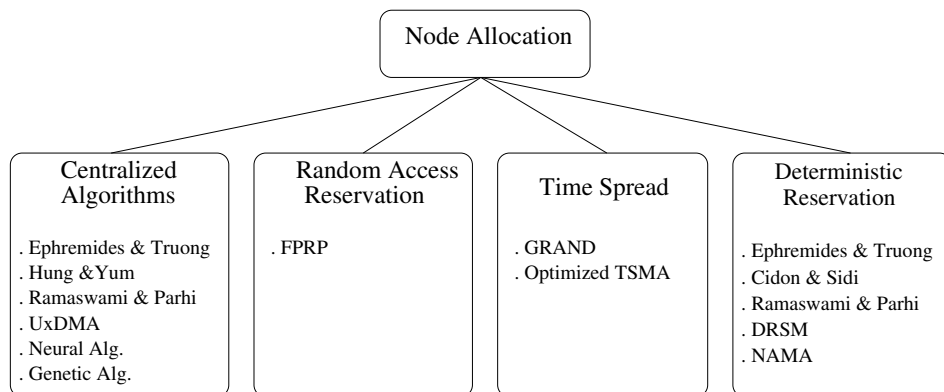 Node Allocation
Centralized
Algorithms
. Ephremides & Truong
. Hung &Yum
. Ramaswami & Parhi
. UxDMA
. Neural Alg.
. Genetic Alg.
Random Access
Reservation
. FPRP
Time Spread
. GRAND
. Optimized TSMA
Deterministic
Reservation
. Ephremides & Truong
. Cidon & Sidi
. Ramaswami & Parhi
. DRSM
. NAMA